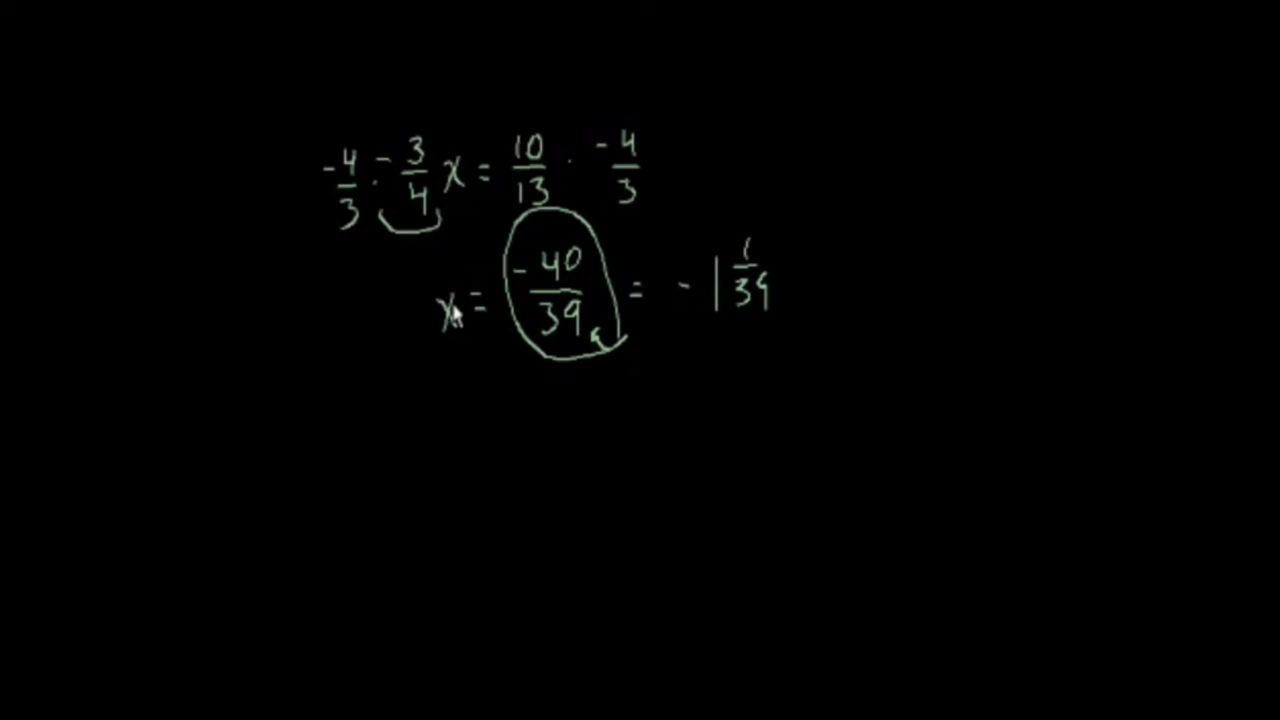 -4/3 · -3/4 x = 10/13 · -4/3
x = -40/39 = -1 1/39